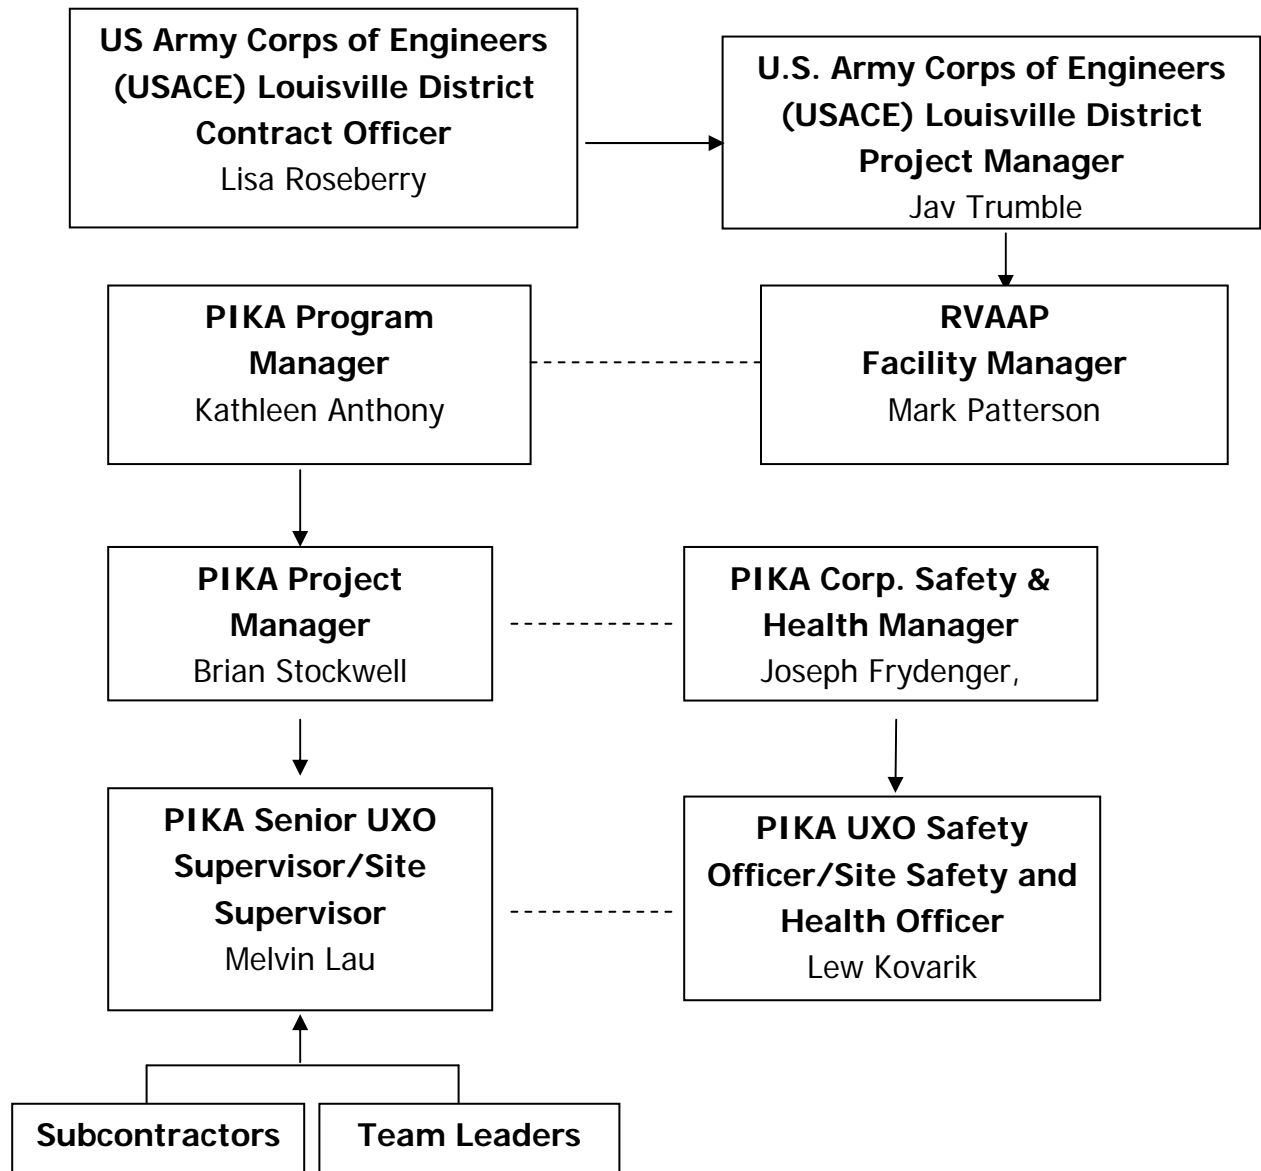 US Army Corps of Engineers
(USACE) Louisville District
Contract Officer
Lisa Roseberry
U.S. Army Corps of Engineers
(USACE) Louisville District
Project Manager
Jay Trumble
PIKA Program
Manager
Kathleen Anthony
RVAAP
Facility Manager
Mark Patterson
PIKA Project
Manager
Brian Stockwell
PIKA Corp. Safety &
Health Manager
Joseph Frydenger,
PIKA Senior UXO
Supervisor/Site
Supervisor
Melvin Lau
PIKA UXO Safety
Officer/Site Safety and
Health Officer
Lew Kovarik
Subcontractors
Team Leaders